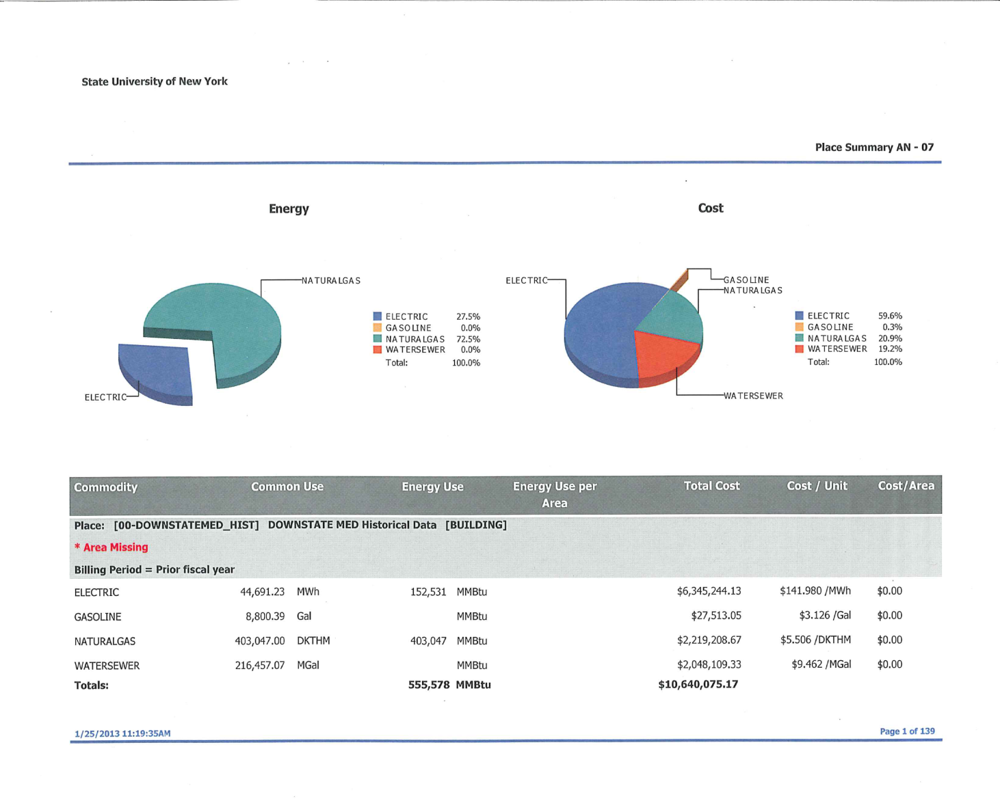 State University of New York
Place Summary AN - 07
Energy
Cost
NATURALGAS
ELECTRIC
ELECTRIC 27.5%
GASOLINE 0.0%
NATURALGAS 72.5%
WATERSEWER 0.0%
Total: 100.0%
ELECTRIC
GASOLINE
NATURALGAS
WATERSEWER
ELECTRIC 59.6%
GASOLINE 0.3%
NATURALGAS 20.9%
WATERSEWER 19.2%
Total: 100.0%
Commodity Common Use Energy Use Energy Use per Area Total Cost Cost / Unit Cost/Area
Place: [00-DOWNSTATEMED_HIST] DOWNSTATE MED Historical Data [BUILDING]
* Area Missing
Billing Period = Prior fiscal year
ELECTRIC 44,691.23 MWh 152,531 MMBtu $6,345,244.13 $141.980 /MWh $0.00
GASOLINE 8,800.39 Gal MMBtu $27,513.05 $3.126 /Gal $0.00
NATURALGAS 403,047.00 DKTHM 403,047 MMBtu $2,219,208.67 $5.506 /DKTHM $0.00
WATERSEWER 216,457.07 MGal MMBtu $2,048,109.33 $9.462 /MGal $0.00
Totals: 555,578 MMBtu $10,640,075.17
1/25/2013 11:19:35AM
Page 1 of 139